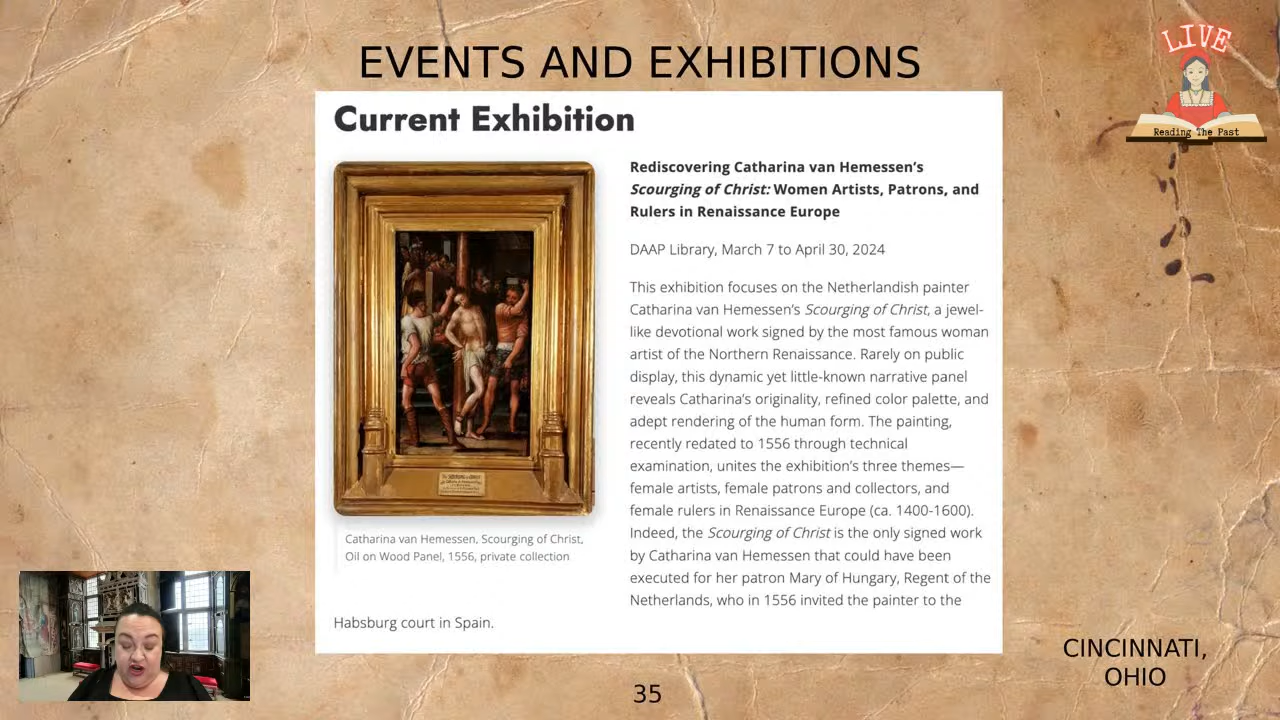 EVENTS AND EXHIBITIONS
LIVE
Reading The Past
Current Exhibition
Rediscovering Catharina van Hemessen’s
Scourging of Christ: Women Artists, Patrons, and
Rulers in Renaissance Europe
DAAP Library, March 7 to April 30, 2024
This exhibition focuses on the Netherlandish painter
Catharina van Hemessen’s Scourging of Christ, a jewel-
like devotional work signed by the most famous woman
artist of the Northern Renaissance. Rarely on public
display, this dynamic yet little-known narrative panel
reveals Catharina’s originality, refined color palette, and
adept rendering of the human form. The painting,
recently redated to 1556 through technical
examination, unites the exhibition’s three themes—
female artists, female patrons and collectors, and
female rulers in Renaissance Europe (ca. 1400-1600).
Indeed, the Scourging of Christ is the only signed work
by Catharina van Hemessen that could have been
executed for her patron Mary of Hungary, Regent of the
Netherlands, who in 1556 invited the painter to the
Habsburg court in Spain.
Catharina van Hemessen, Scourging of Christ,
Oil on Wood Panel, 1556, private collection
CINCINNATI,
OHIO
35